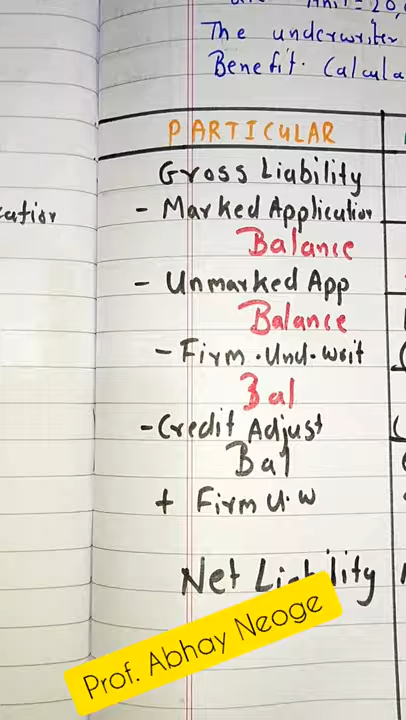 = 20,
The underwriter
Benefit. Calcula
PARTICULAR
Gross Liability
cation
- Marked Application
Balance
- Unmarked App
Balance
- Firm.Und.writ
Bal
- Credit Adjust
Bal
+ Firm U.W
Net Liability
Prof. Abhay Neoge